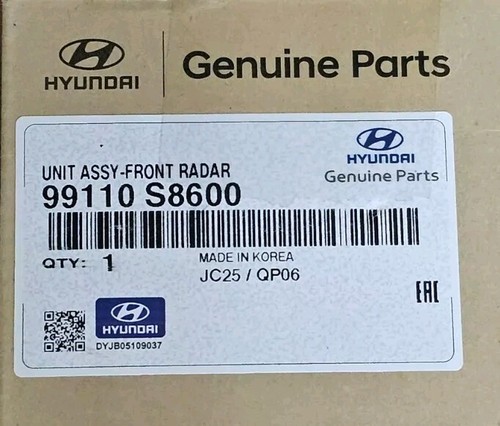 HYUNDAI
Genuine Parts
UNIT ASSY-FRONT RADAR
99110 S8600
HYUNDAI
Genuine Parts
QTY: 1
MADE IN KOREA
JC25 / QP06
EAC
HYUNDAI
DYJB05109037